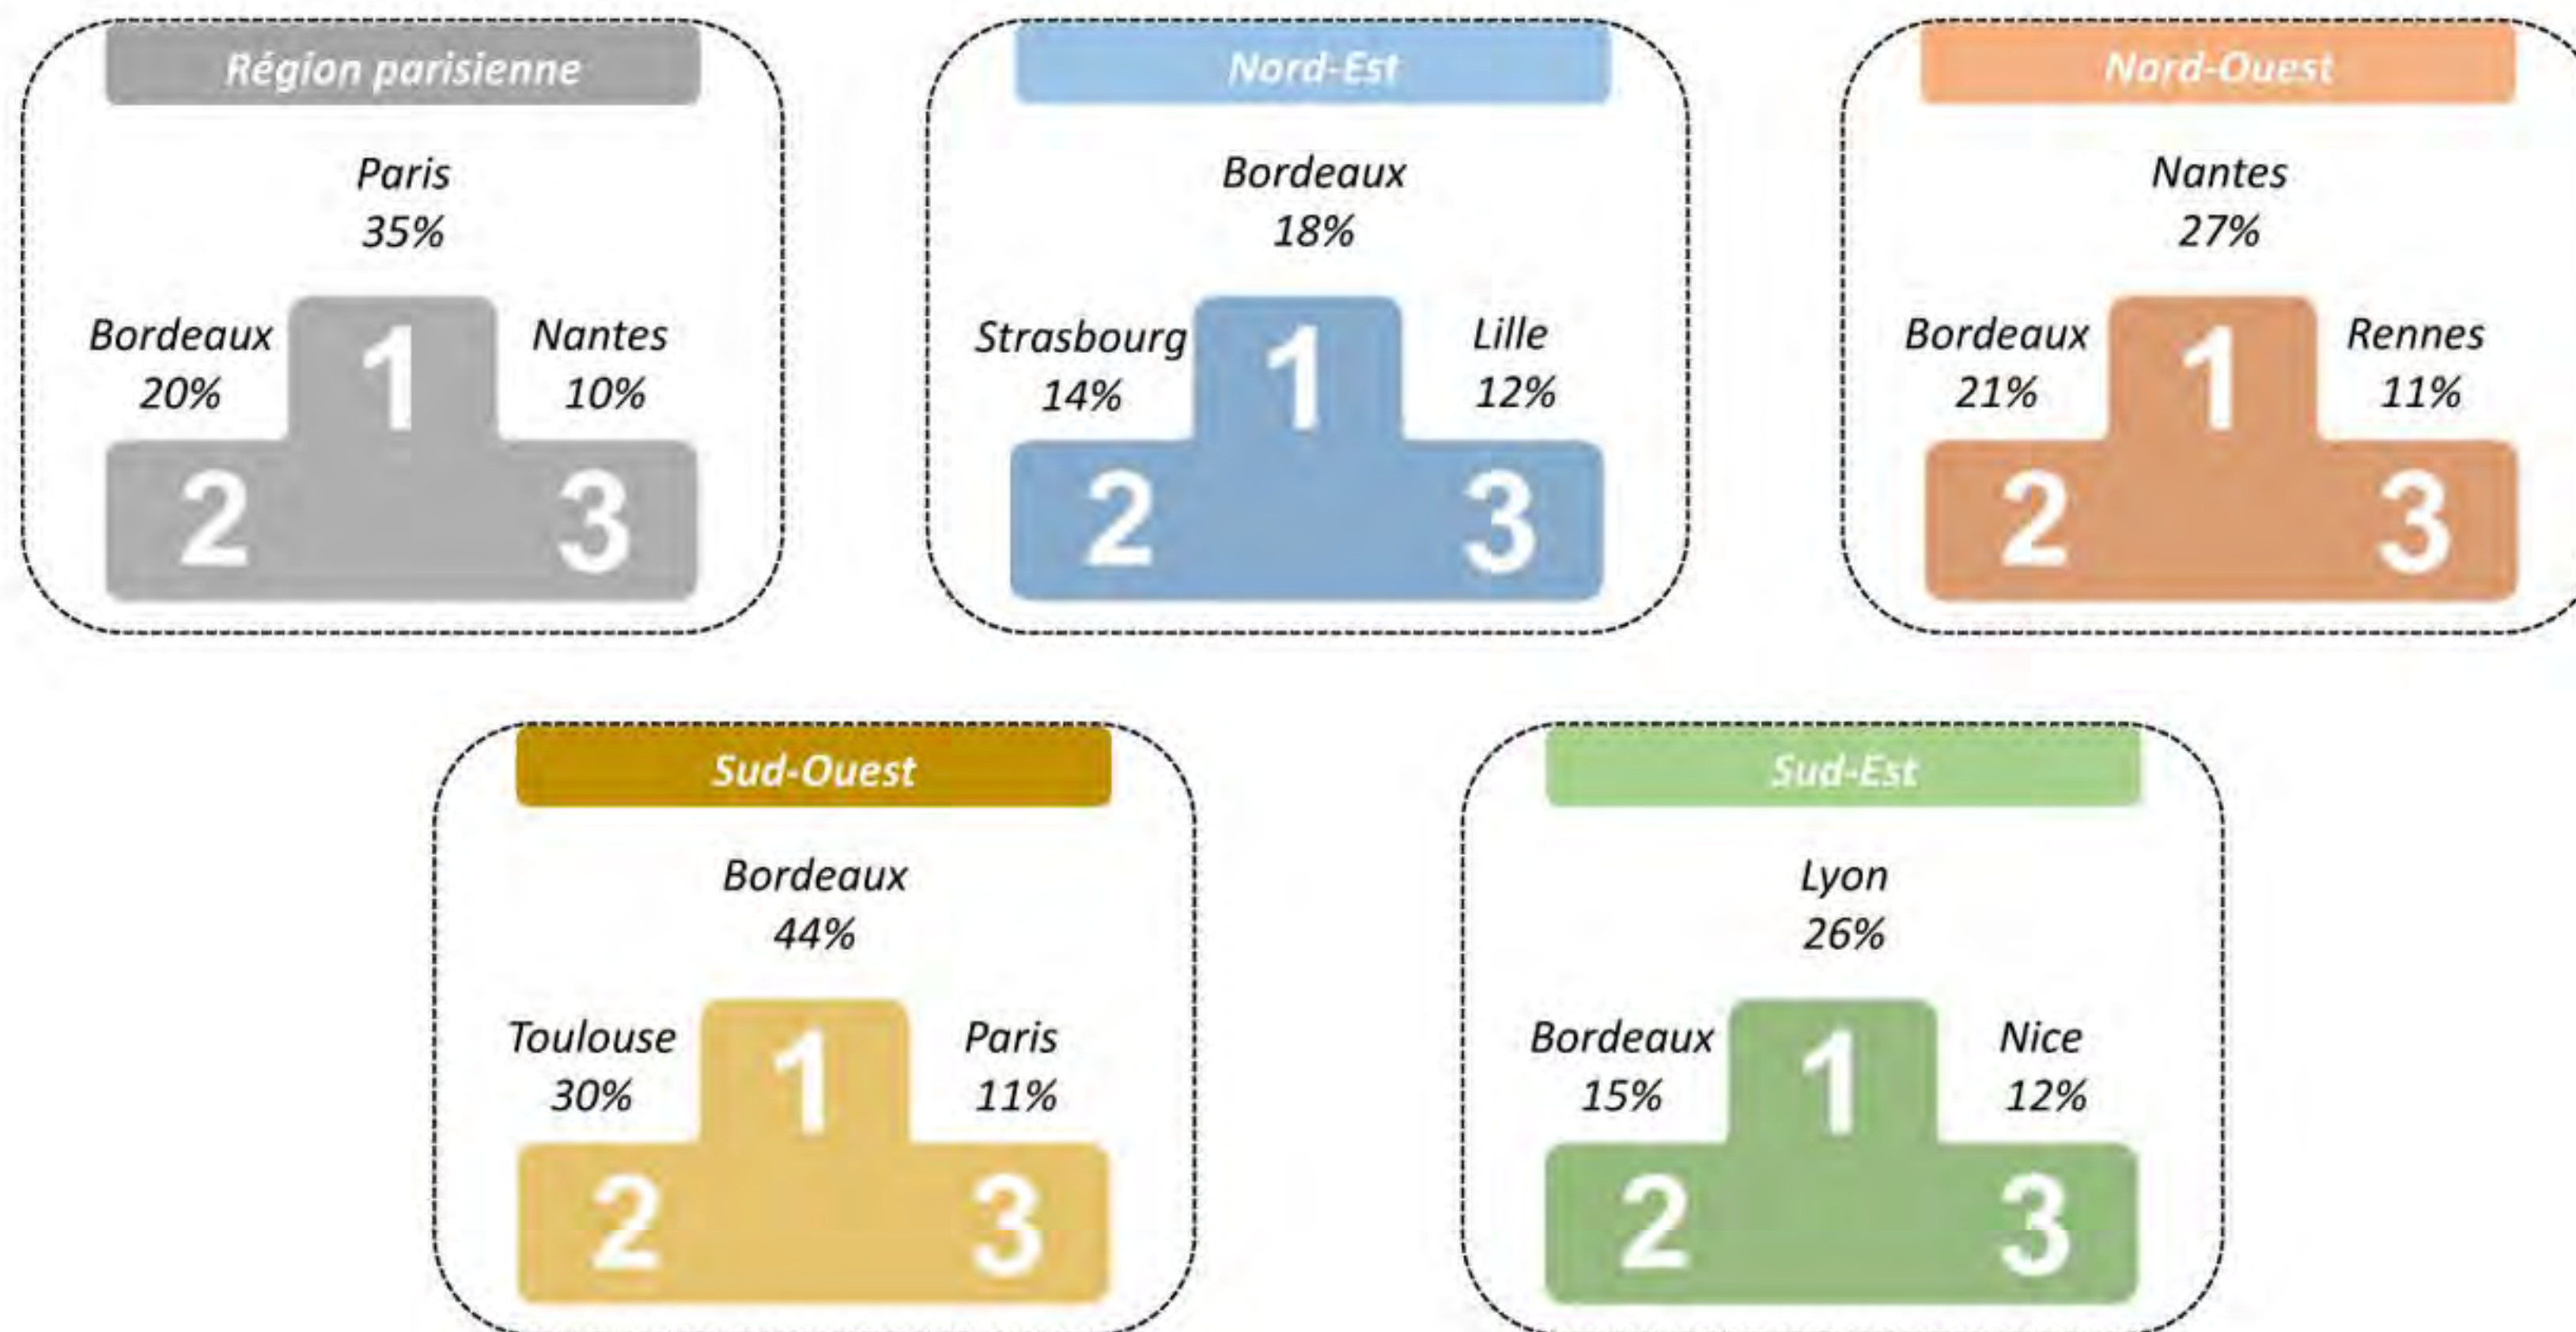 Région parisienne
Paris
35%
Bordeaux
20%
Nantes
10%
1
2
3
Nord-Est
Bordeaux
18%
Strasbourg
14%
Lille
12%
1
2
3
Nord-Ouest
Nantes
27%
Bordeaux
21%
Rennes
11%
1
2
3
Sud-Ouest
Bordeaux
44%
Toulouse
30%
Paris
11%
1
2
3
Sud-Est
Lyon
26%
Bordeaux
15%
Nice
12%
1
2
3